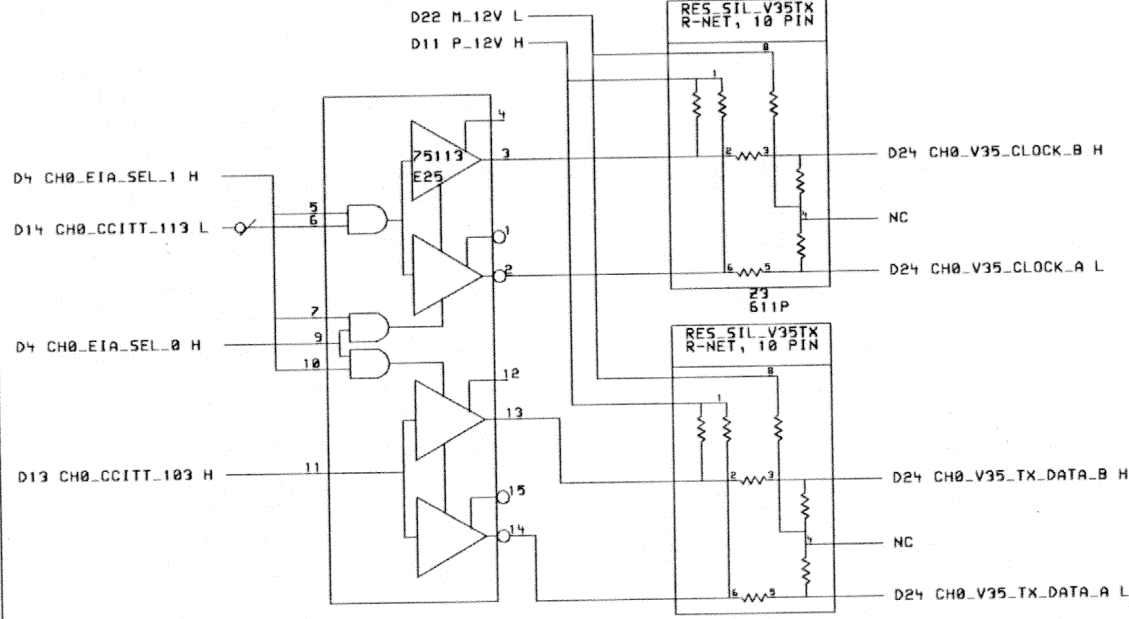 D22 M_12V L
D11 P_12V H
RES_SIL_V35TX
R-NET, 10 PIN
8
1
4
75113
3
2 3
D24 CH0_V35_CLOCK_B H
E25
D4 CH0_EIA_SEL_1 H
5
6
D14 CH0_CCITT_113 L
4
NC
1
2
6 5
D24 CH0_V35_CLOCK_A L
23
611P
7
D4 CH0_EIA_SEL_0 H
9
10
RES_SIL_V35TX
R-NET, 10 PIN
8
12
1
13
D13 CH0_CCITT_103 H
11
2 3
D24 CH0_V35_TX_DATA_B H
15
14
4
NC
6 5
D24 CH0_V35_TX_DATA_A L